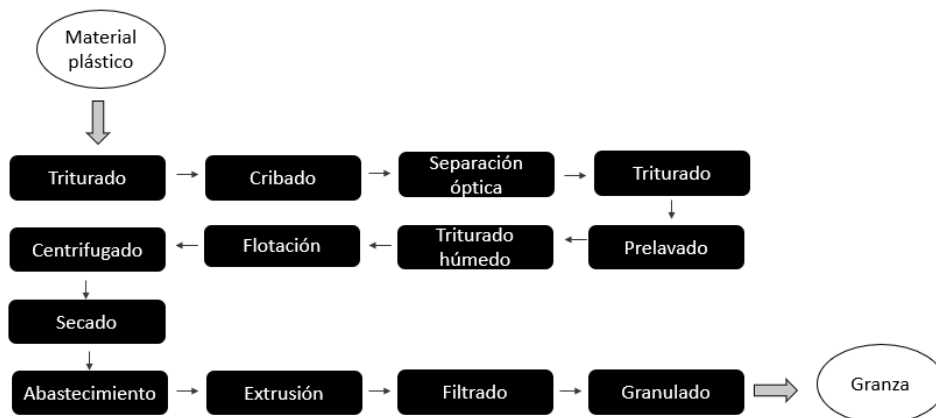 Material
plástico
Triturado
Cribado
Separación
óptica
Triturado
Prelavado
Triturado
húmedo
Flotación
Centrifugado
Secado
Abastecimiento
Extrusión
Filtrado
Granulado
Granza